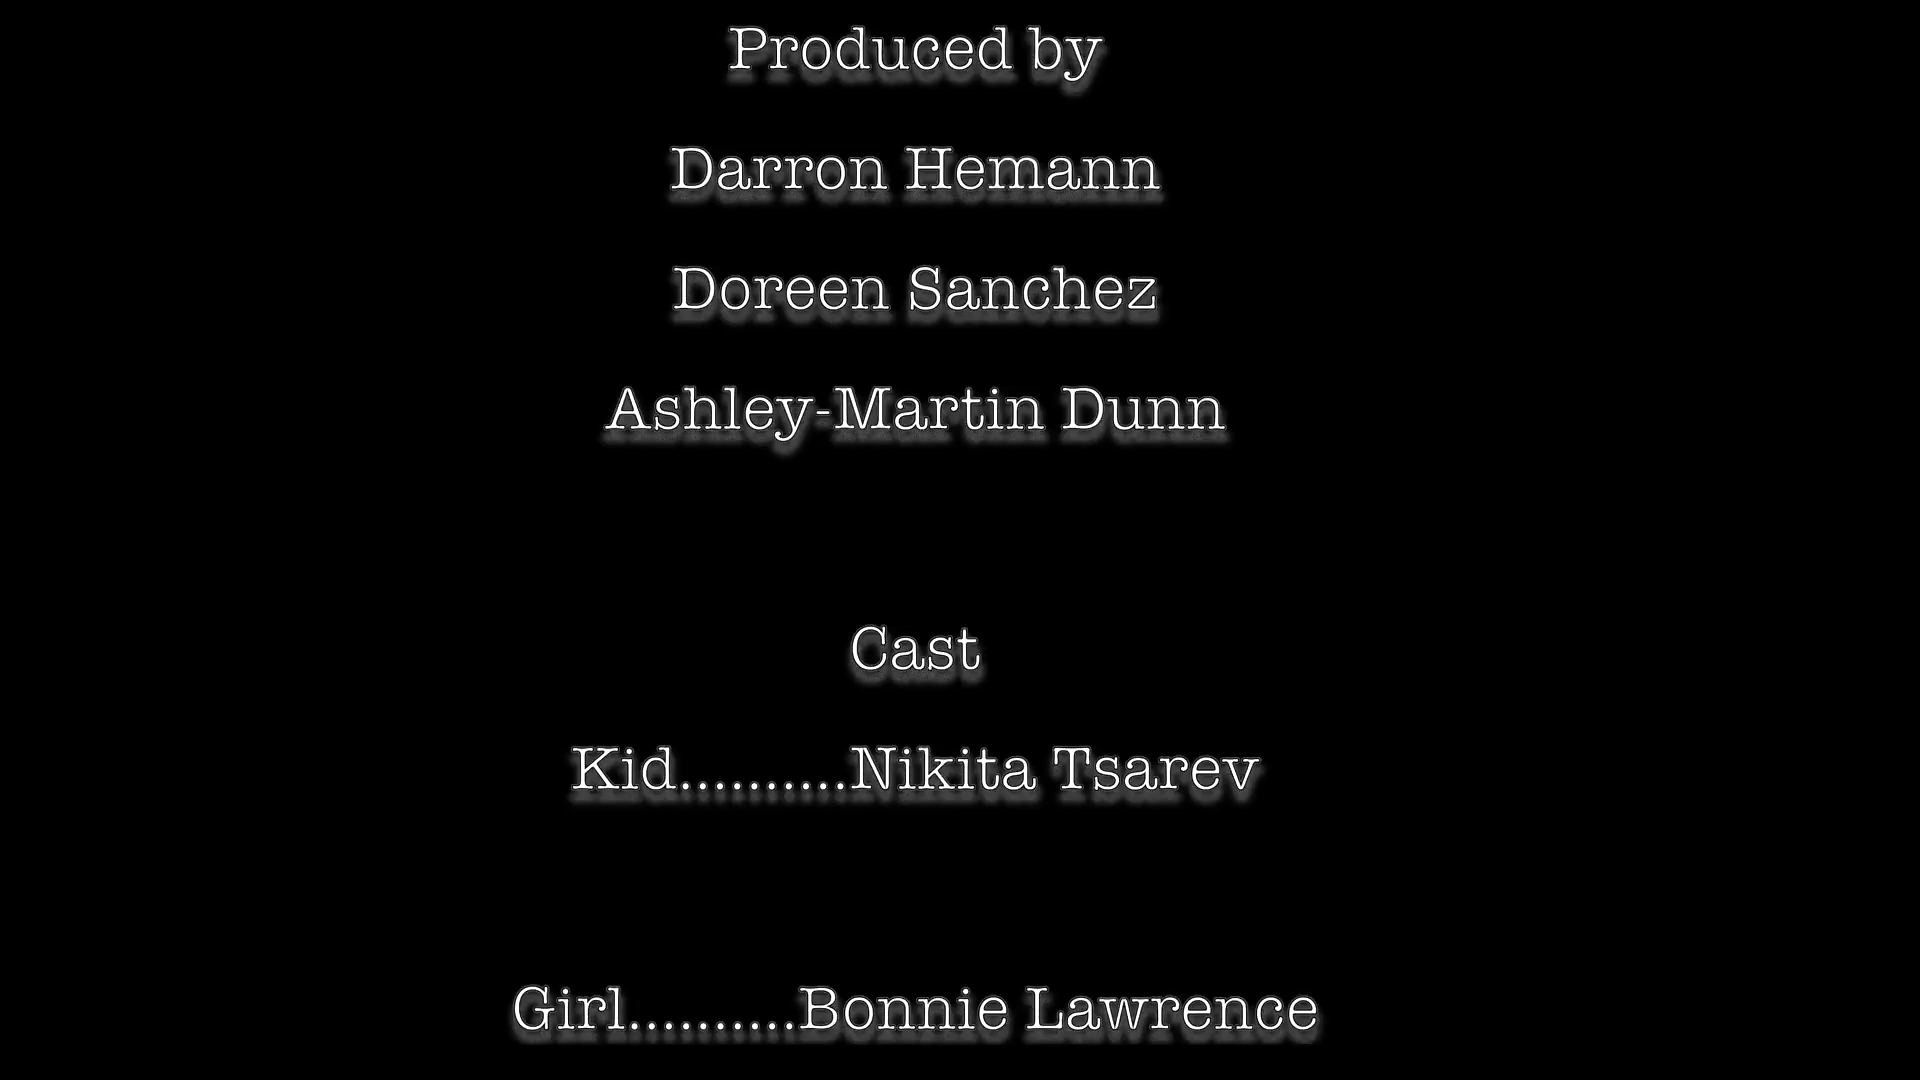 Produced by
Darron Hemann
Doreen Sanchez
Ashley-Martin Dunn
Cast
Kid..........Nikita Tsarev
Girl..........Bonnie Lawrence